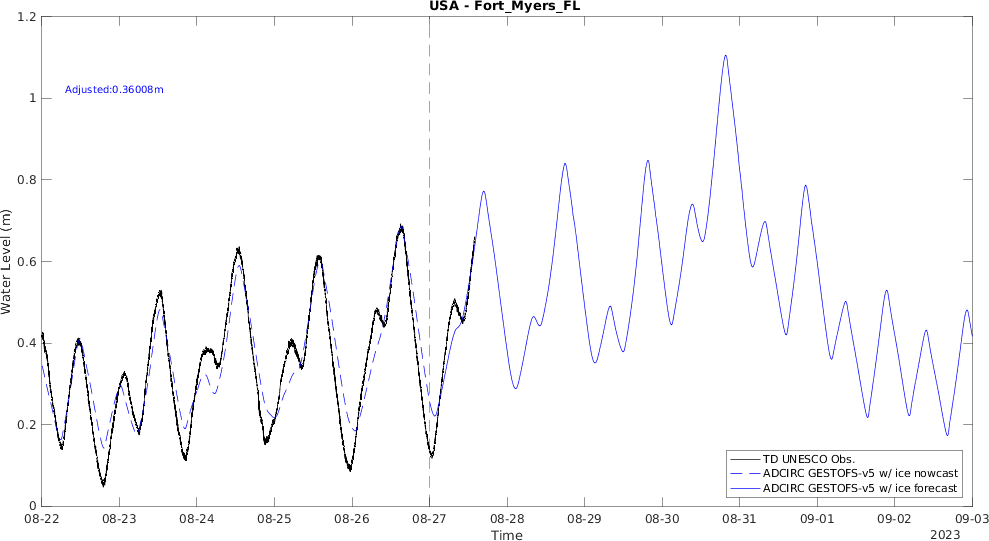 USA - Fort_Myers_FL
1.2
1
0.8
0.6
0.4
0.2
0
Water Level (m)
Adjusted:0.36008m
TD UNESCO Obs.
ADCIRC GESTOFS-v5 w/ ice nowcast
ADCIRC GESTOFS-v5 w/ ice forecast
08-22 08-23 08-24 08-25 08-26 08-27 08-28 08-29 08-30 08-31 09-01 09-02 09-03
Time
2023